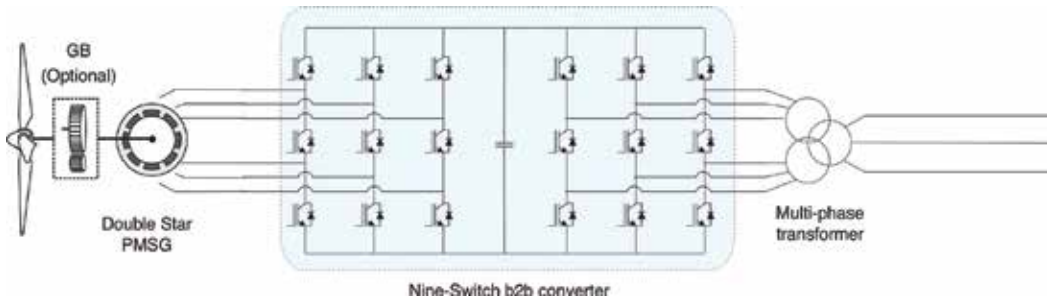 GB
(Optional)
Double Star
PMSG
Multi-phase
transformer
Nine-Switch b2b converter